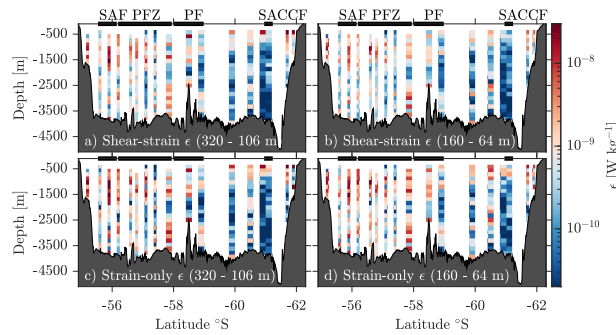 SAF PFZ PF SACCF SAF PFZ PF SACCF
-500
-1500
-2500
-3500
-4500
Depth [m]
a) Shear-strain ϵ (320 - 106 m)
b) Shear-strain ϵ (160 - 64 m)
-500
-1500
-2500
-3500
-4500
Depth [m]
c) Strain-only ϵ (320 - 106 m)
d) Strain-only ϵ (160 - 64 m)
-56 -58 -60 -62 -56 -58 -60 -62
Latitude °S Latitude °S
10⁻⁸
10⁻⁹
10⁻¹⁰
ϵ [W kg⁻¹]